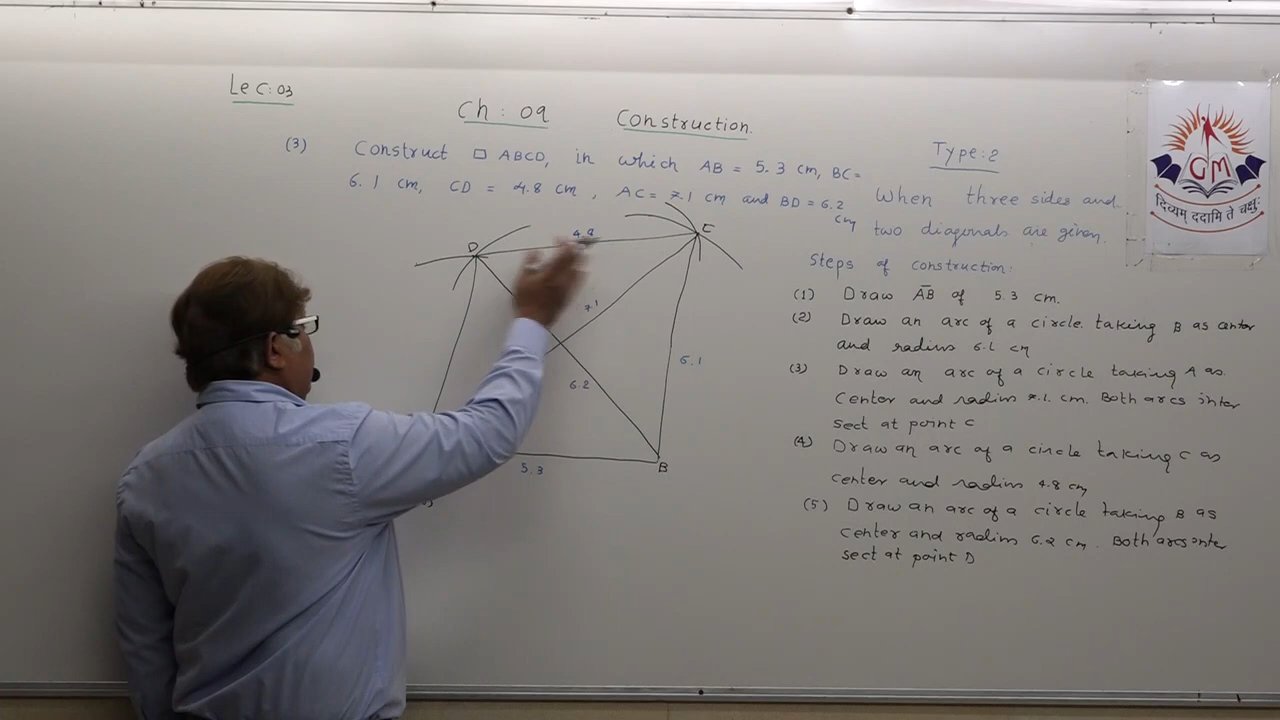 Lec:03
Ch: 09 Construction.
(3) Construct □ ABCD, in which AB = 5.3 cm, BC=
6.1 cm, CD = 4.8 cm, AC= 7.1 cm and BD = 6.2
cm
Type:2
When three sides and
two diagonals are given.
Steps of construction:
(1) Draw AB of 5.3 cm.
(2) Draw an arc of a circle taking B as center
and radius 6.1 cm
(3) Draw an arc of a circle taking A as
center and radius 7.1 cm. Both arcs inter
sect at point C
(4) Draw an arc of a circle taking C as
center and radius 4.8 cm
(5) Draw an arc of a circle taking B as
center and radius 6.2 cm. Both arcs inter
sect at point D
D
C
7.1
6.2
6.1
5.3
B
GM
दिव्यम् ददामि ते चक्षुः